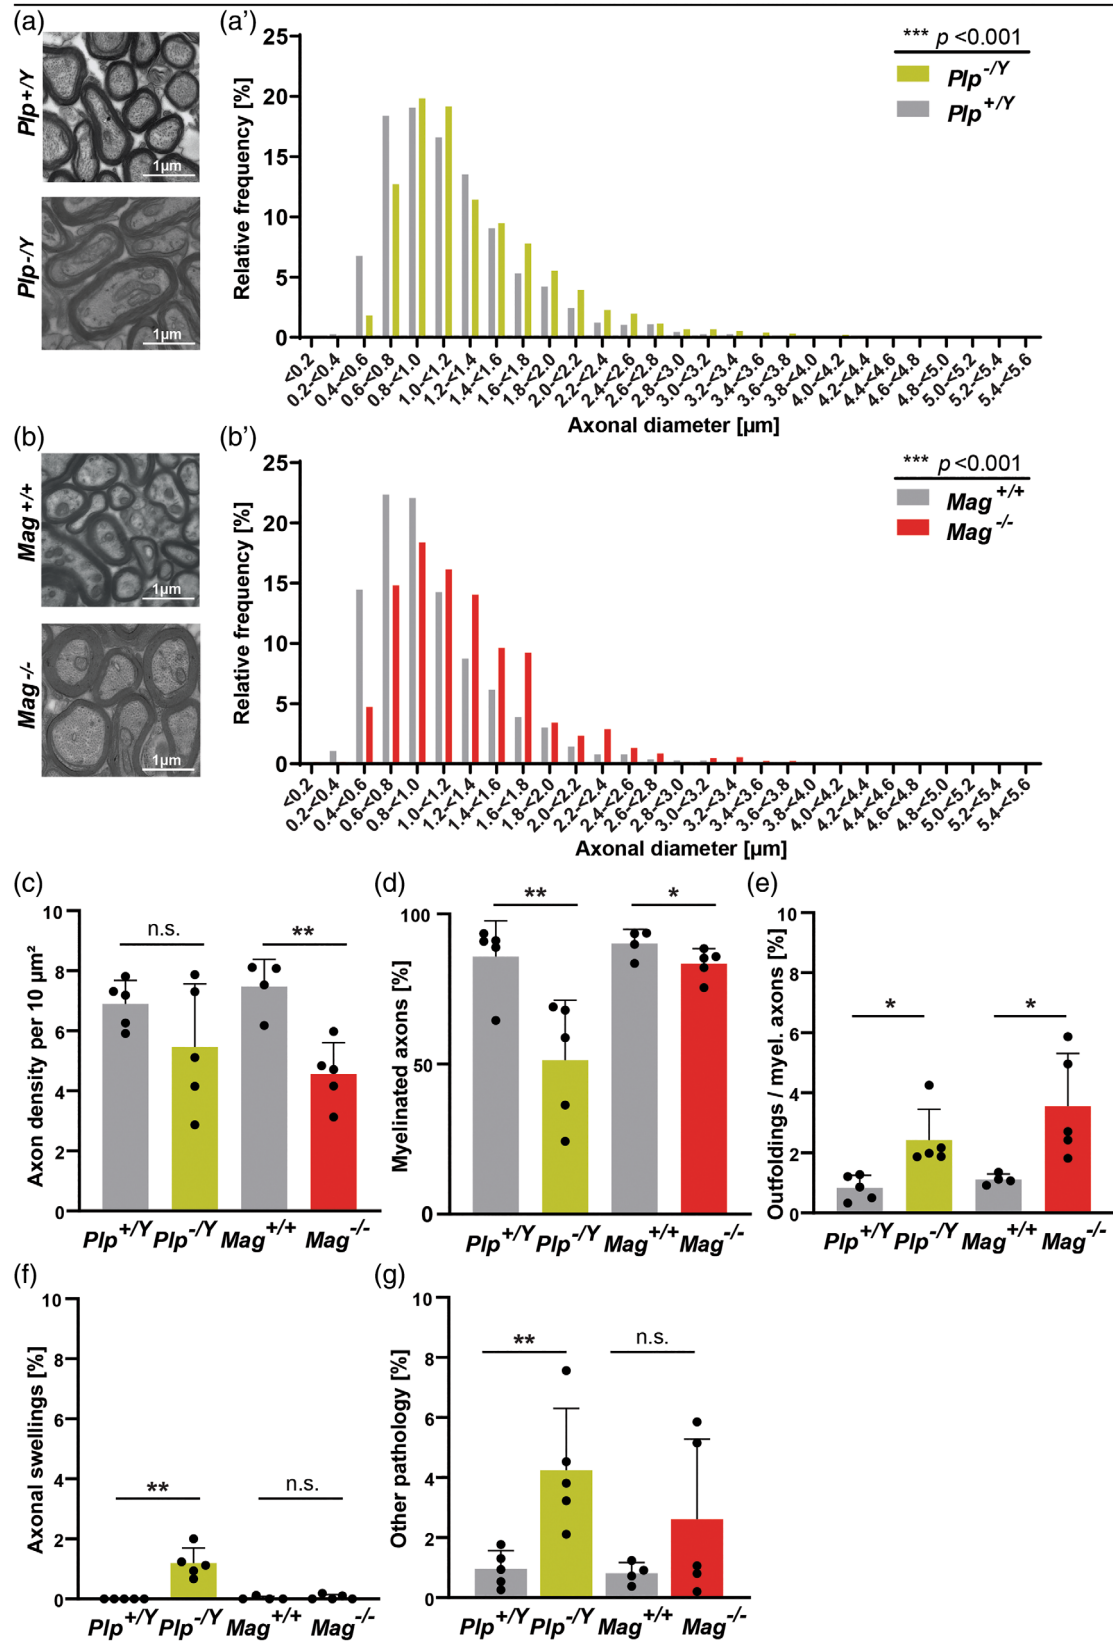 (a)
Plp+/Y
1µm
Plp-/Y
1µm
(a')
Relative frequency [%]
25
20
15
10
5
0
*** p <0.001
Plp-/Y
Plp+/Y
<0.2 0.2-<0.4 0.4-<0.6 0.6-<0.8 0.8-<1.0 1.0-<1.2 1.2-<1.4 1.4-<1.6 1.6-<1.8 1.8-<2.0 2.0-<2.2 2.2-<2.4 2.4-<2.6 2.6-<2.8 2.8-<3.0 3.0-<3.2 3.2-<3.4 3.4-<3.6 3.6-<3.8 3.8-<4.0 4.0-<4.2 4.2-<4.4 4.4-<4.6 4.6-<4.8 4.8-<5.0 5.0-<5.2 5.2-<5.4 5.4-<5.6
Axonal diameter [µm]
(b)
Mag+/+
1µm
Mag-/-
1µm
(b')
Relative frequency [%]
25
20
15
10
5
0
*** p <0.001
Mag+/+
Mag-/-
<0.2 0.2-<0.4 0.4-<0.6 0.6-<0.8 0.8-<1.0 1.0-<1.2 1.2-<1.4 1.4-<1.6 1.6-<1.8 1.8-<2.0 2.0-<2.2 2.2-<2.4 2.4-<2.6 2.6-<2.8 2.8-<3.0 3.0-<3.2 3.2-<3.4 3.4-<3.6 3.6-<3.8 3.8-<4.0 4.0-<4.2 4.2-<4.4 4.4-<4.6 4.6-<4.8 4.8-<5.0 5.0-<5.2 5.2-<5.4 5.4-<5.6
Axonal diameter [µm]
(c)
Axon density per 10 µm²
10
8
6
4
2
0
n.s.
**
Plp+/Y Plp-/Y Mag+/+ Mag-/-
(d)
Myelinated axons [%]
100
50
0
**
*
Plp+/Y Plp-/Y Mag+/+ Mag-/-
(e)
Outfoldings / myel. axons [%]
10
8
6
4
2
0
*
*
Plp+/Y Plp-/Y Mag+/+ Mag-/-
(f)
Axonal swellings [%]
10
8
6
4
2
0
**
n.s.
Plp+/Y Plp-/Y Mag+/+ Mag-/-
(g)
Other pathology [%]
10
8
6
4
2
0
**
n.s.
Plp+/Y Plp-/Y Mag+/+ Mag-/-